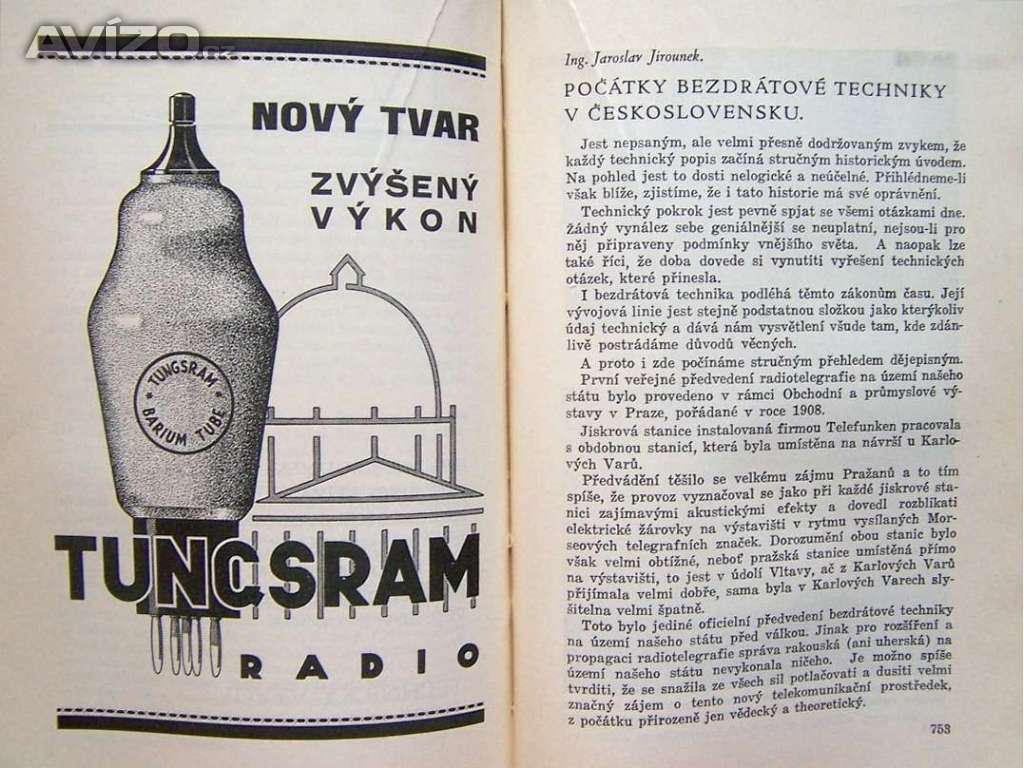 AVÍZO.cz
NOVÝ TVAR
ZVÝŠENÝ
VÝKON
TUNGSRAM
BARIUM TUBE
TUNGSRAM
RADIO
Ing. Jaroslav Jirounek.
POČÁTKY BEZDRÁTOVÉ TECHNIKY
V ČESKOSLOVENSKU.
Jest nepsaným, ale velmi přesně dodržovaným zvykem, že
každý technický popis začíná stručným historickým úvodem.
Na pohled jest to dosti nelogické a neúčelné. Přihlédneme-li
však blíže, zjistíme, že i tato historie má své oprávnění.
Technický pokrok jest pevně spjat se všemi otázkami dne.
Žádný vynález sebe geniálnější se neuplatní, nejsou-li pro
něj připraveny podmínky vnějšího světa. A naopak lze
také říci, že doba dovede si vynutiti vyřešení technických
otázek, které přinesla.
I bezdrátová technika podléhá těmto zákonům času. Její
vývojová linie jest stejně podstatnou složkou jako kterýkoliv
údaj technický a dává nám vysvětlení všude tam, kde zdán-
livě postrádáme důvodů věcných.
A proto i zde počínáme stručným přehledem dějepisným.
První veřejné předvedení radiotelegrafie na území našeho
státu bylo provedeno v rámci Obchodní a průmyslové vý-
stavy v Praze, pořádané v roce 1908.
Jiskrová stanice instalovaná firmou Telefunken pracovala
s obdobnou stanicí, která byla umístěna na návrší u Karlo-
vých Varů.
Předvádění těšilo se velkému zájmu Pražanů a to tím
spíše, že provoz vyznačoval se jako při každé jiskrové sta-
nici zajímavými akustickými efekty a dovedl rozblikati
elektrické žárovky na výstavišti v rytmu vysílaných Mor-
seových telegrafních značek. Dorozumění obou stanic bylo
však velmi obtížné, neboť pražská stanice umístěná přímo
na výstavišti, to jest v údolí Vltavy, ač z Karlových Varů
přijímala velmi dobře, sama byla v Karlových Varech sly-
šitelna velmi špatně.
Toto bylo jediné oficielní předvedení bezdrátové techniky
na území našeho státu před válkou. Jinak pro rozšíření a
propagaci radiotelegrafie správa rakouská (ani uherská) na
území našeho státu nevykonala ničeho. Je možno spíše
tvrditi, že se snažila ze všech sil potlačovati a dusiti velmi
značný zájem o tento nový telekomunikační prostředek,
z počátku přirozeně jen vědecký a theoretický.
753